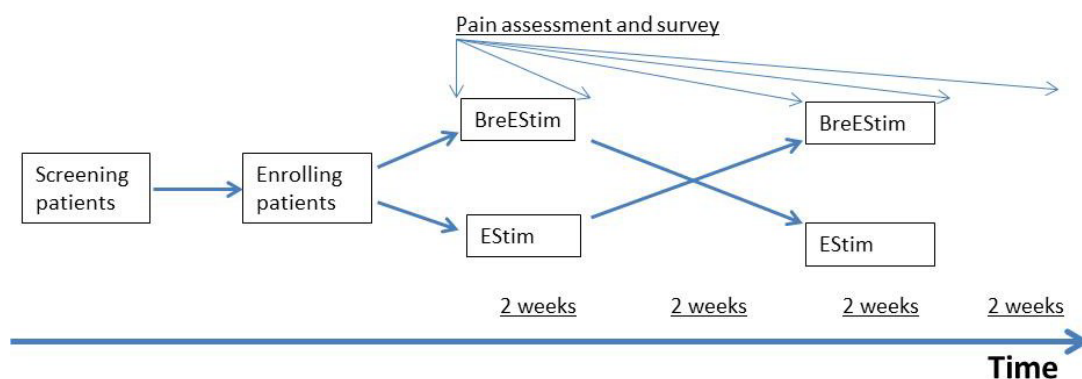 Pain assessment and survey
BreEStim
BreEStim
Screening
patients
Enrolling
patients
EStim
EStim
2 weeks
2 weeks
2 weeks
2 weeks
Time